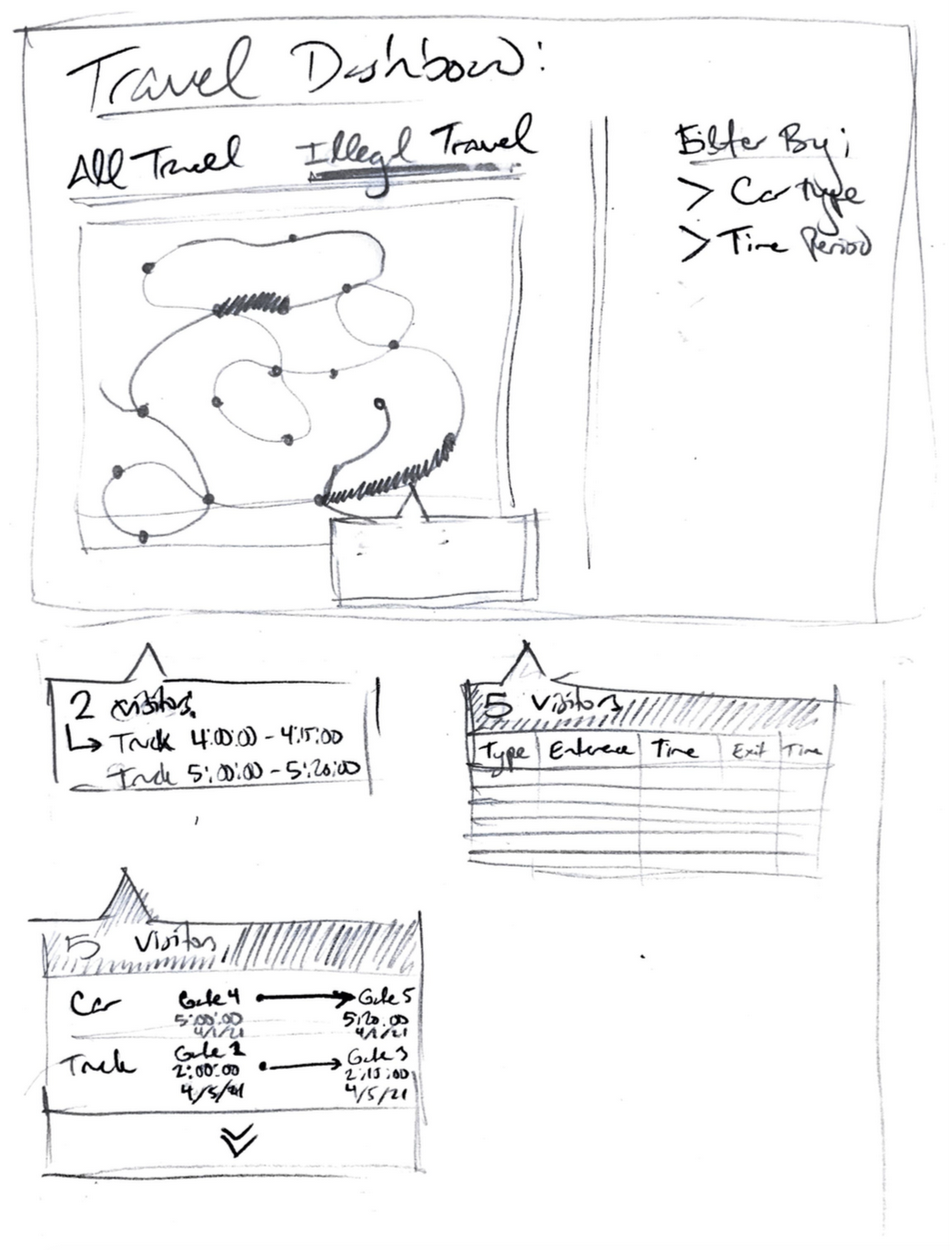 Travel Dashboard:
All Travel Illegal Travel
Filter By:
> Car type
> Time Period
2 visitors
Truck 4:00:00 - 4:15:00
Truck 5:00:00 - 5:20:00
5 Visitors
Type Enterence Time Exit Time
5 Visitors
Car Gate 4 Gate 5
5:00:00 5:20:00
4/1/21 4/1/21
Truck Gate 1 Gate 3
2:00:00 2:15:00
4/5/21 4/5/21